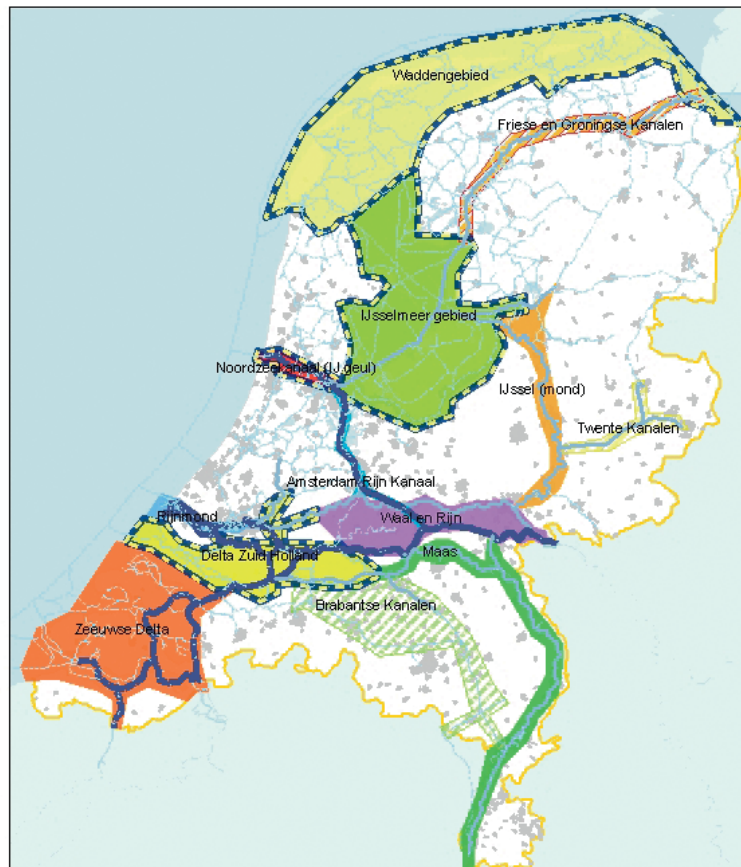 Waddengebied
Friese en Groningse Kanalen
IJsselmeer gebied
Noordzeekanaal (IJ geul)
IJssel (mond)
Twente Kanalen
Amsterdam Rijn Kanaal
Rijnmond
Waal en Rijn
Delta Zuid Holland
Maas
Brabantse Kanalen
Zeeuwse Delta